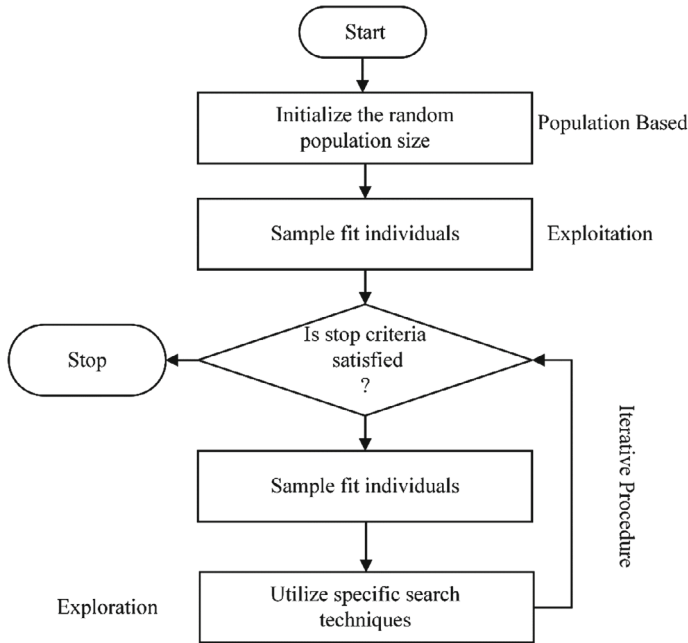 Start
Initialize the random
population size
Population Based
Sample fit individuals
Exploitation
Is stop criteria
satisfied
?
Stop
Sample fit individuals
Iterative Procedure
Utilize specific search
techniques
Exploration